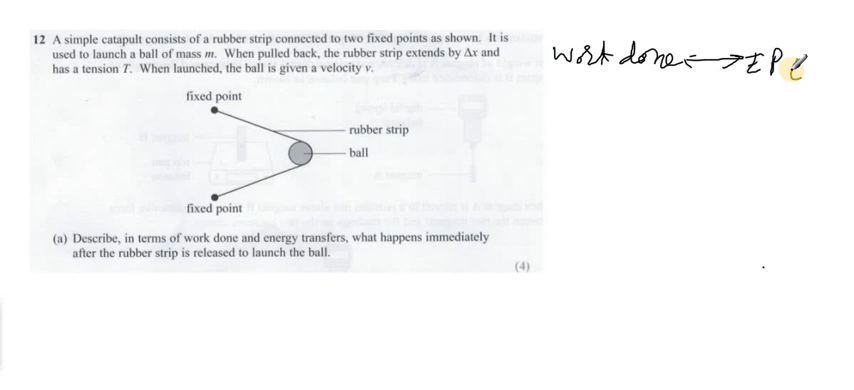 12 A simple catapult consists of a rubber strip connected to two fixed points as shown. It is
used to launch a ball of mass m. When pulled back, the rubber strip extends by Δx and
has a tension T. When launched, the ball is given a velocity v.
work done ⟷ EPE
fixed point
rubber strip
ball
fixed point
(a) Describe, in terms of work done and energy transfers, what happens immediately
after the rubber strip is released to launch the ball.
(4)